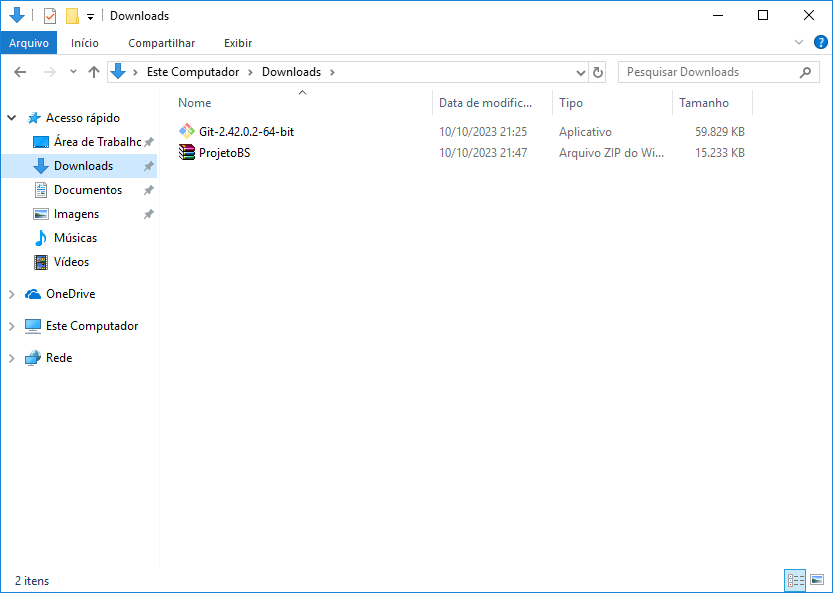 Downloads
Arquivo Início Compartilhar Exibir
Este Computador Downloads Pesquisar Downloads
Nome Data de modific... Tipo Tamanho
Acesso rápido
Área de Trabalho
Downloads
Documentos
Imagens
Músicas
Vídeos
OneDrive
Este Computador
Rede
Git-2.42.0.2-64-bit 10/10/2023 21:25 Aplicativo 59.829 KB
ProjetoBS 10/10/2023 21:47 Arquivo ZIP do Wi... 15.233 KB
2 itens